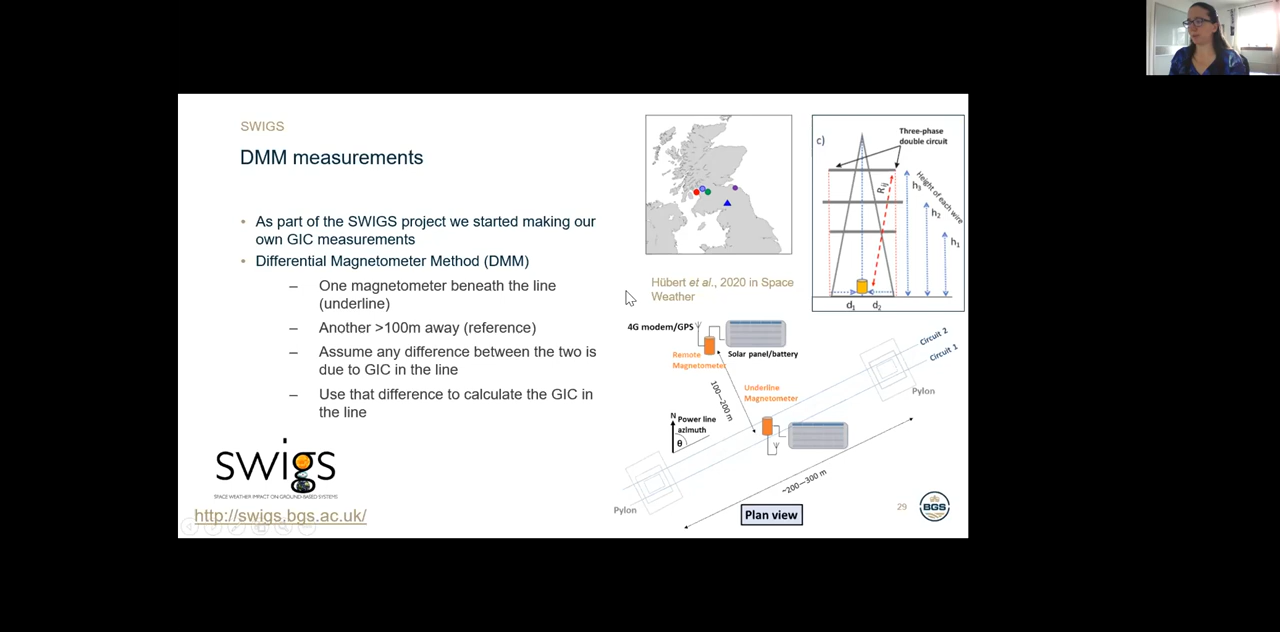 SWIGS
DMM measurements
• As part of the SWIGS project we started making our
own GIC measurements
• Differential Magnetometer Method (DMM)
– One magnetometer beneath the line
(underline)
– Another >100m away (reference)
– Assume any difference between the two is
due to GIC in the line
– Use that difference to calculate the GIC in
the line
swigs
SPACE WEATHER IMPACT ON GROUND-BASED SYSTEMS
http://swigs.bgs.ac.uk/
Hübert et al., 2020 in Space
Weather
c)
Three-phase
double circuit
Height of each wire
h3
h2
h1
Rij
d1 d2
4G modem/GPS
Remote
Magnetometer
Solar panel/battery
100—200 m
Underline
Magnetometer
Circuit 2
Circuit 1
Pylon
N Power line
azimuth
θ
~200—300 m
Pylon
Plan view
29
BGS